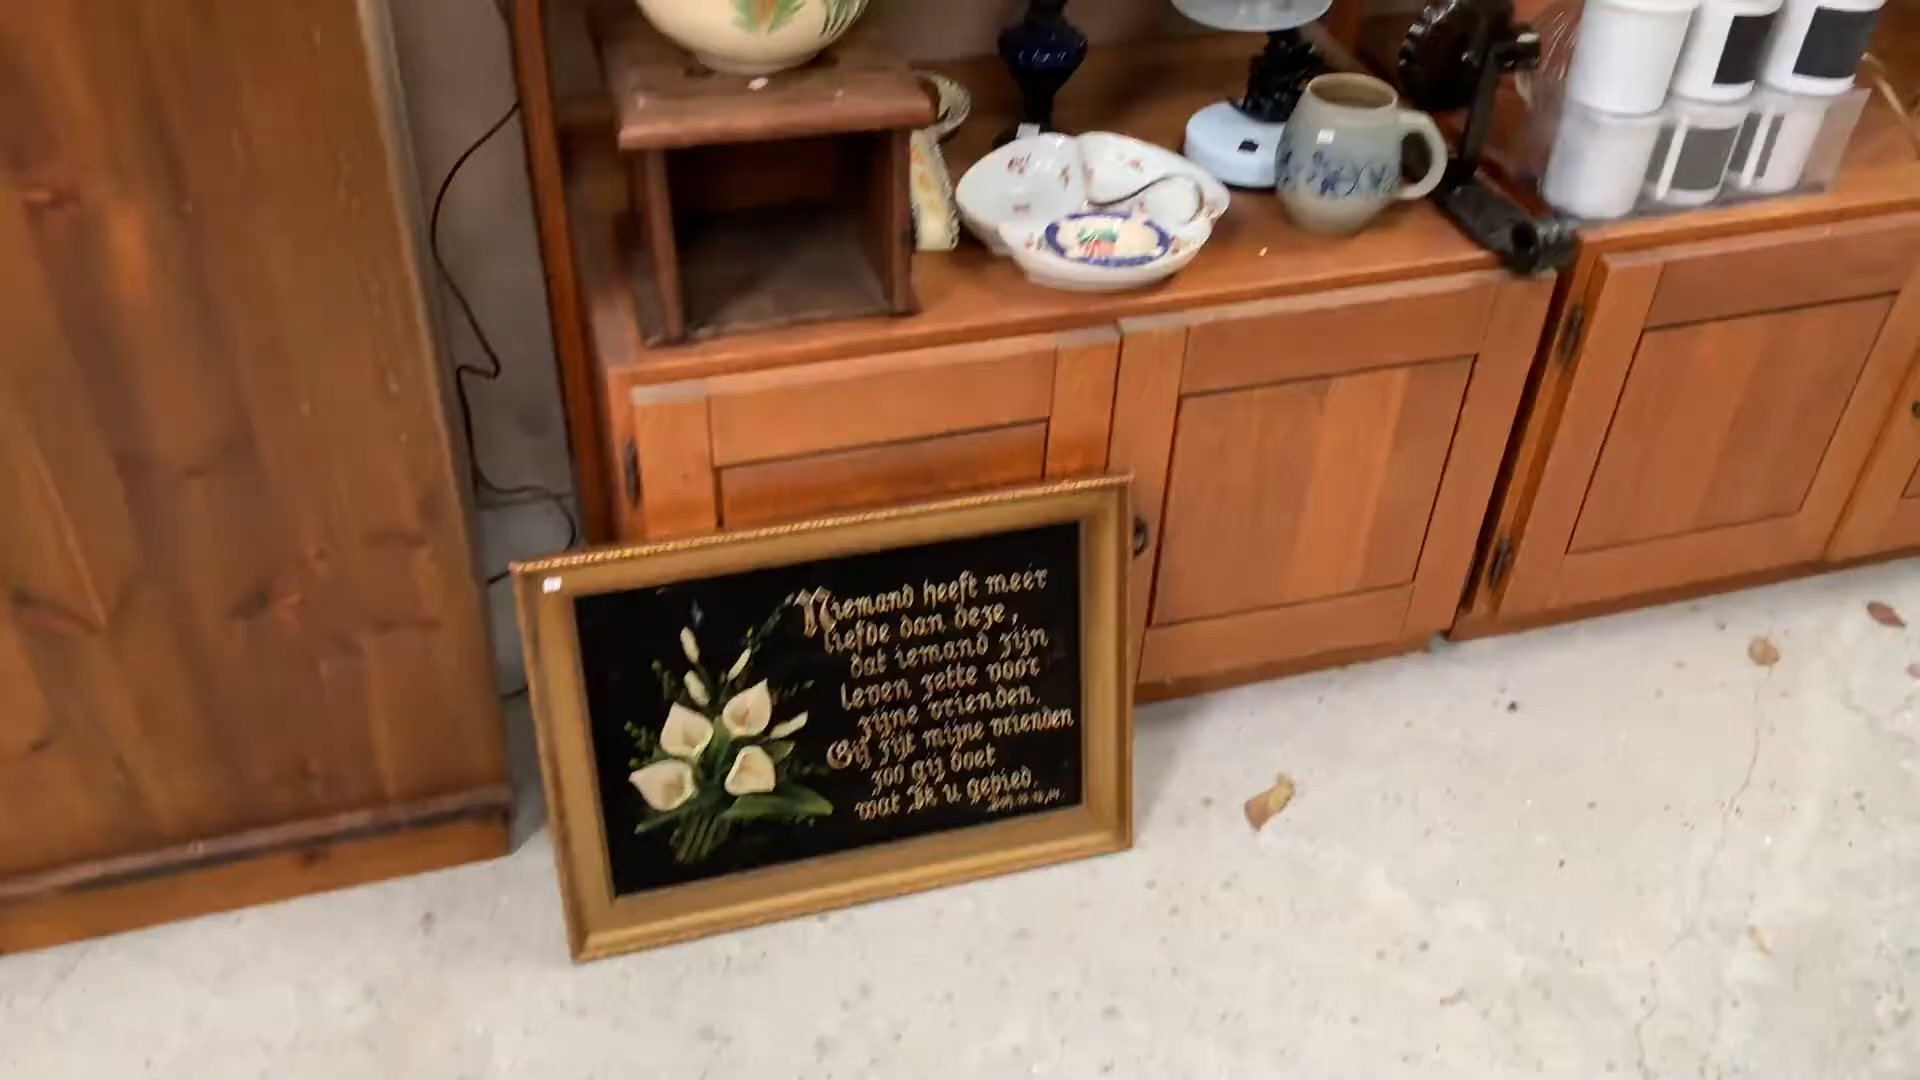 Niemand heeft meer
liefde dan deze,
dat iemand zijn
leven zette voor
zijne vrienden.
Gij zijt mijne vrienden
zoo gij doet
wat Ik u gebied.